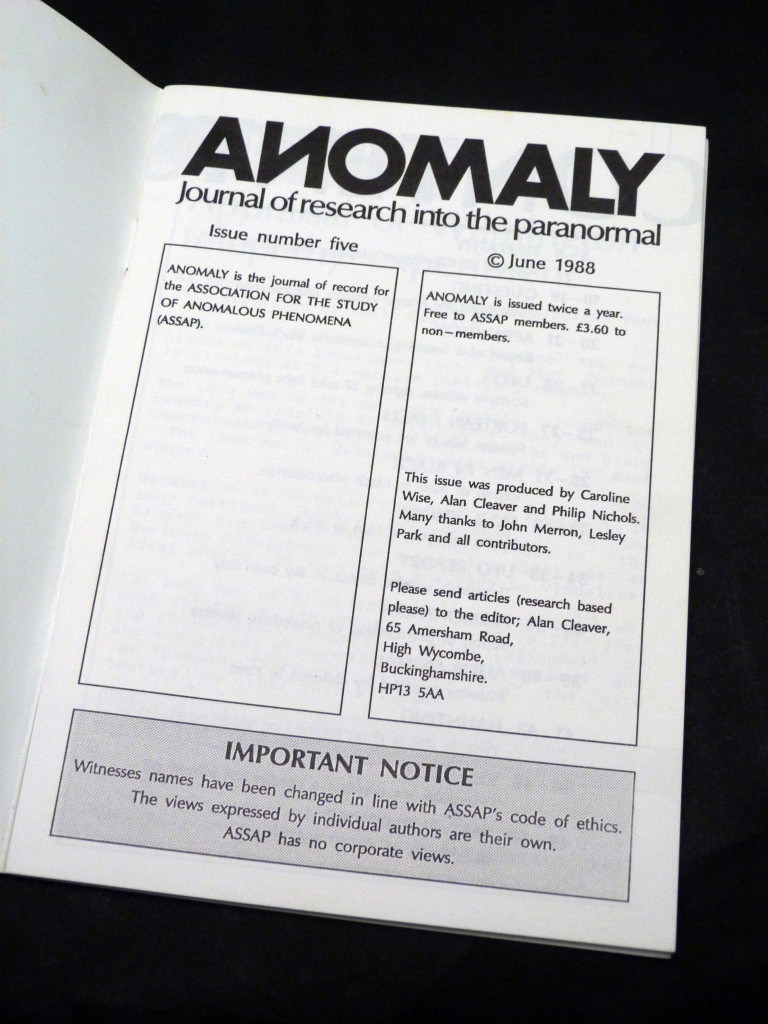 ANOMALY
Journal of research into the paranormal
Issue number five
© June 1988
ANOMALY is the journal of record for
the ASSOCIATION FOR THE STUDY
OF ANOMALOUS PHENOMENA
(ASSAP).
ANOMALY is issued twice a year.
Free to ASSAP members. £3.60 to
non—members.
This issue was produced by Caroline
Wise, Alan Cleaver and Philip Nichols.
Many thanks to John Merron, Lesley
Park and all contributors.
Please send articles (research based
please) to the editor; Alan Cleaver,
65 Amersham Road,
High Wycombe,
Buckinghamshire.
HP13 5AA
IMPORTANT NOTICE
Witnesses names have been changed in line with ASSAP's code of ethics.
The views expressed by individual authors are their own.
ASSAP has no corporate views.